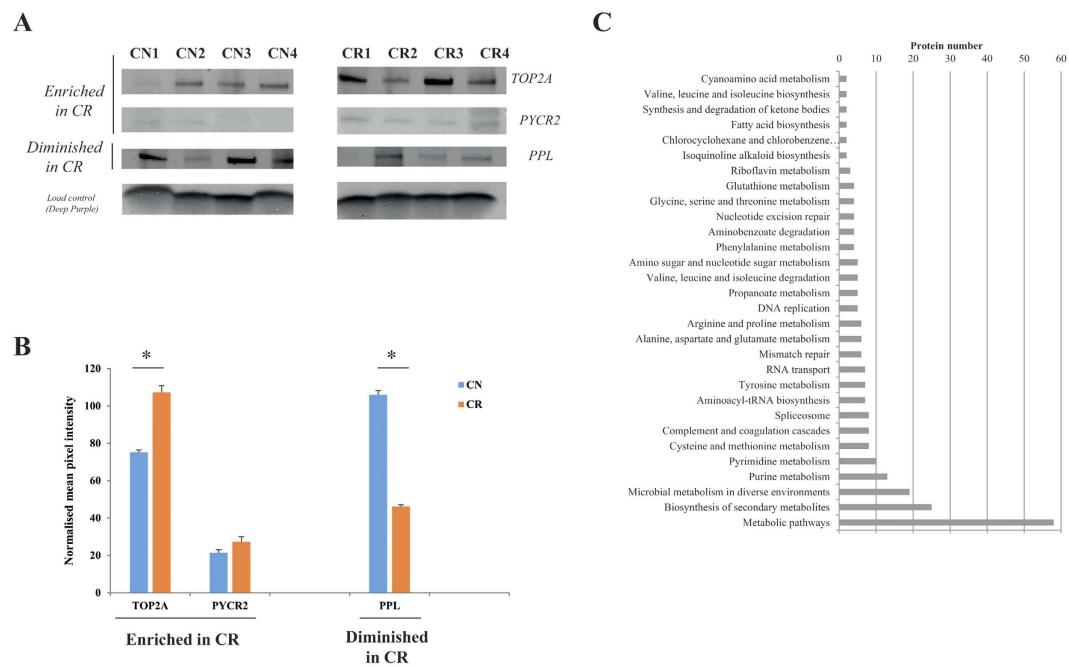 A
CN1 CN2 CN3 CN4
CR1 CR2 CR3 CR4
Enriched
in CR
TOP2A
PYCR2
Diminished
in CR
PPL
Load control
(Deep Purple)
B
Normalised mean pixel intensity
120
100
80
60
40
20
0
*
*
CN
CR
TOP2A
PYCR2
PPL
Enriched in CR
Diminished
in CR
C
Protein number
0 10 20 30 40 50 60
Cyanoamino acid metabolism
Valine, leucine and isoleucine biosynthesis
Synthesis and degradation of ketone bodies
Fatty acid biosynthesis
Chlorocyclohexane and chlorobenzene…
Isoquinoline alkaloid biosynthesis
Riboflavin metabolism
Glutathione metabolism
Glycine, serine and threonine metabolism
Nucleotide excision repair
Aminobenzoate degradation
Phenylalanine metabolism
Amino sugar and nucleotide sugar metabolism
Valine, leucine and isoleucine degradation
Propanoate metabolism
DNA replication
Arginine and proline metabolism
Alanine, aspartate and glutamate metabolism
Mismatch repair
RNA transport
Tyrosine metabolism
Aminoacyl-tRNA biosynthesis
Spliceosome
Complement and coagulation cascades
Cysteine and methionine metabolism
Pyrimidine metabolism
Purine metabolism
Microbial metabolism in diverse environments
Biosynthesis of secondary metabolites
Metabolic pathways